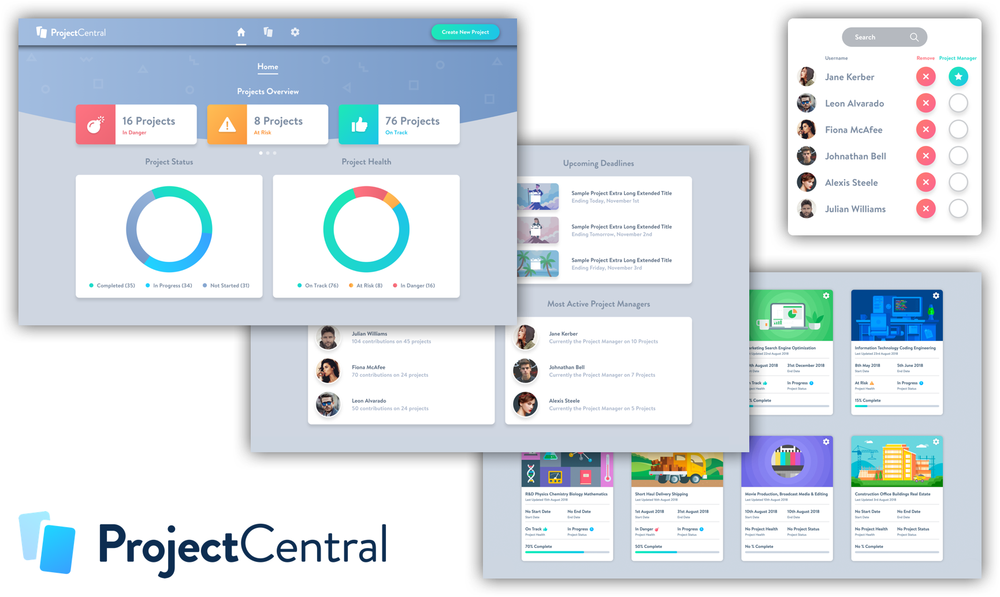 ProjectCentral
Create New Project
Home
Projects Overview
16 Projects
In Danger
8 Projects
At Risk
76 Projects
On Track
Project Status
Project Health
Completed (35)
In Progress (34)
Not Started (31)
On Track (76)
At Risk (8)
In Danger (16)
Upcoming Deadlines
Sample Project Extra Long Extended Title
Ending Today, November 1st
Sample Project Extra Long Extended Title
Ending Tomorrow, November 2nd
Sample Project Extra Long Extended Title
Ending Friday, November 3rd
Julian Williams
104 contributions on 45 projects
Fiona McAfee
70 contributions on 24 projects
Leon Alvarado
50 contributions on 24 projects
Most Active Project Managers
Jane Kerber
Currently the Project Manager on 10 Projects
Johnathan Bell
Currently the Project Manager on 7 Projects
Alexis Steele
Currently the Project Manager on 5 Projects
Search
Username Remove Project Manager
Jane Kerber
Leon Alvarado
Fiona McAfee
Johnathan Bell
Alexis Steele
Julian Williams
Search Engine Optimization
Updated 22nd August 2018
August 2018 31st December 2018
Start Date End Date
Track In Progress
Project Health Project Status
% Complete
Information Technology Coding Engineering
Last Updated 23rd August 2018
8th May 2018 5th June 2018
Start Date End Date
At Risk In Progress
Project Health Project Status
15% Complete
R&D Physics Chemistry Biology Mathematics
Last Updated 15th August 2018
No Start Date No End Date
Start Date End Date
On Track In Progress
Project Health Project Status
70% Complete
Short Haul Delivery Shipping
Last Updated 16th August 2018
1st August 2018 31st August 2018
Start Date End Date
In Danger In Progress
Project Health Project Status
50% Complete
Movie Production, Broadcast Media & Editing
Last Updated 10th August 2018
10th August 2018 10th August 2018
Start Date End Date
No Project Health No Project Status
Project Health Project Status
No % Complete
Construction Office Buildings Real Estate
Last Updated 3rd August 2018
No Start Date No End Date
Start Date End Date
No Project Health No Project Status
Project Health Project Status
No % Complete
ProjectCentral